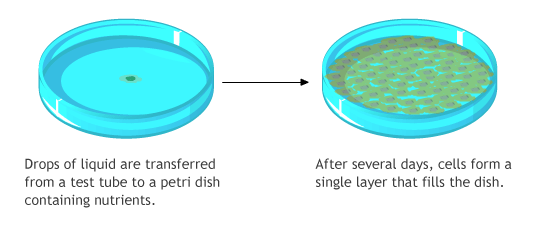 Drops of liquid are transferred
from a test tube to a petri dish
containing nutrients.
After several days, cells form a
single layer that fills the dish.